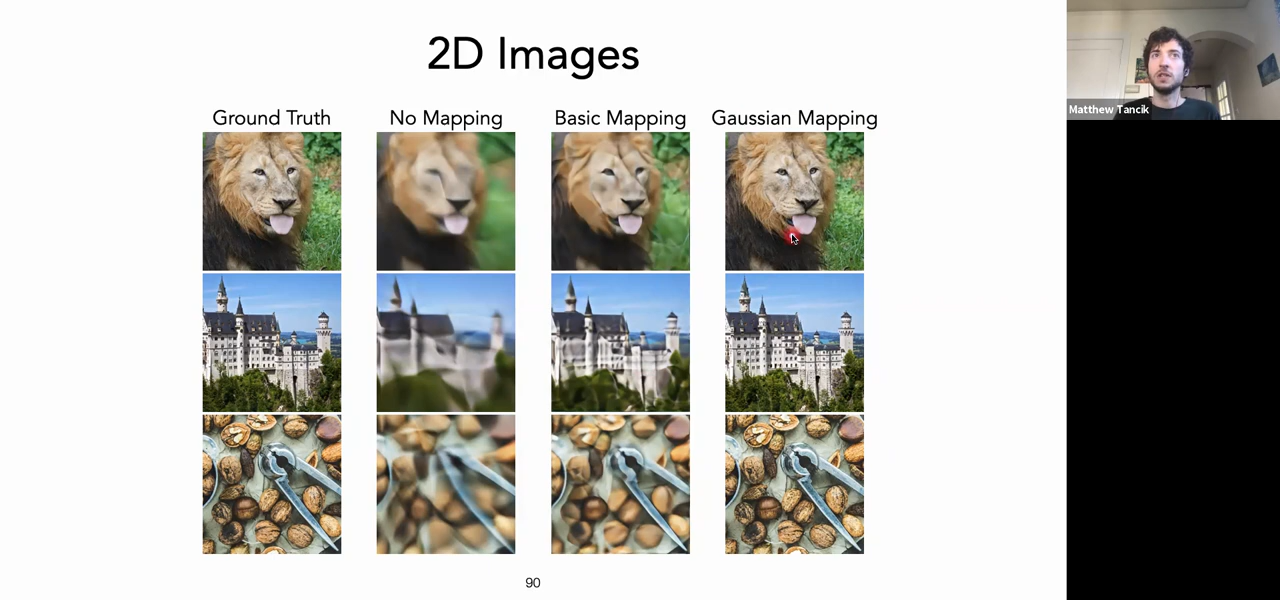 2D Images
Ground Truth
No Mapping
Basic Mapping
Gaussian Mapping
Matthew Tancik
90